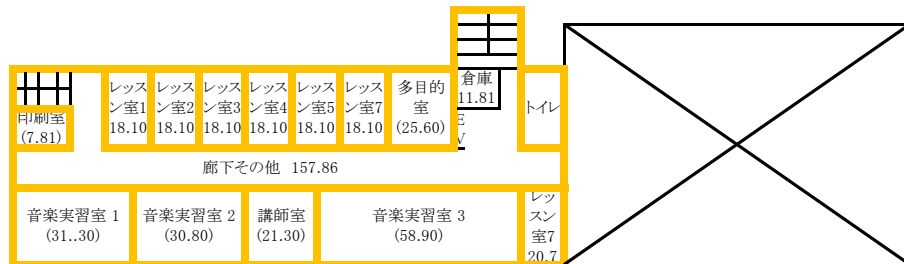 レッスン室1
18.10
レッスン室2
18.10
レッスン室3
18.10
レッスン室4
18.10
レッスン室5
18.10
レッスン室7
18.10
多目的室
(25.60)
倉庫
11.81
EV
トイレ
印刷室
(7.81)
廊下その他 157.86
音楽実習室 1
(31..30)
音楽実習室 2
(30.80)
講師室
(21.30)
音楽実習室 3
(58.90)
レッスン室7
20.7